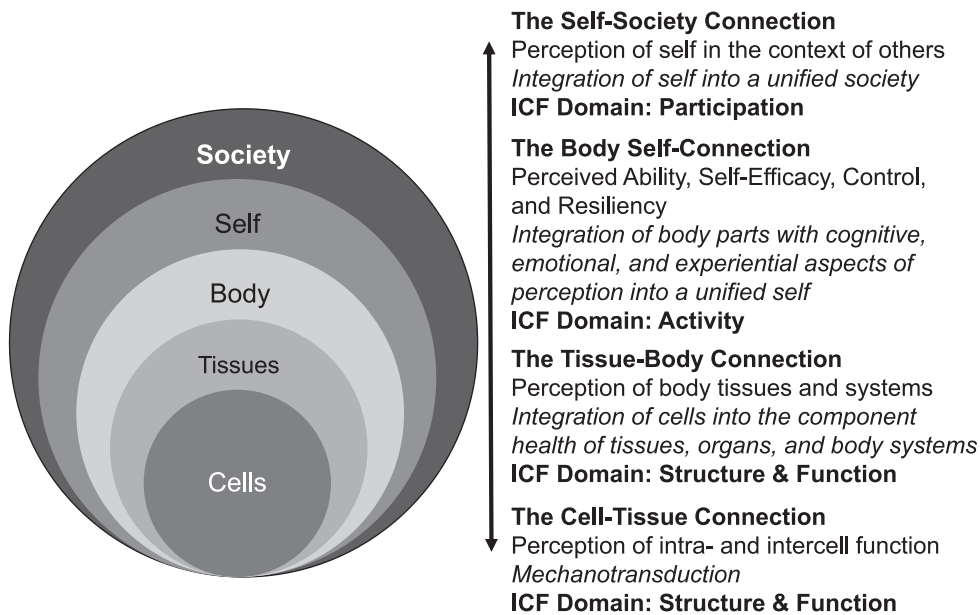 Society
Self
Body
Tissues
Cells
The Self-Society Connection
Perception of self in the context of others
Integration of self into a unified society
ICF Domain: Participation
The Body Self-Connection
Perceived Ability, Self-Efficacy, Control,
and Resiliency
Integration of body parts with cognitive,
emotional, and experiential aspects of
perception into a unified self
ICF Domain: Activity
The Tissue-Body Connection
Perception of body tissues and systems
Integration of cells into the component
health of tissues, organs, and body systems
ICF Domain: Structure & Function
The Cell-Tissue Connection
Perception of intra- and intercell function
Mechanotransduction
ICF Domain: Structure & Function